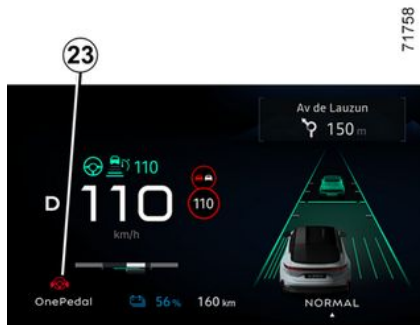 71758
23
Av de Lauzun
150 m
110
D
110
110
km/h
OnePedal
56%
160 km
NORMAL